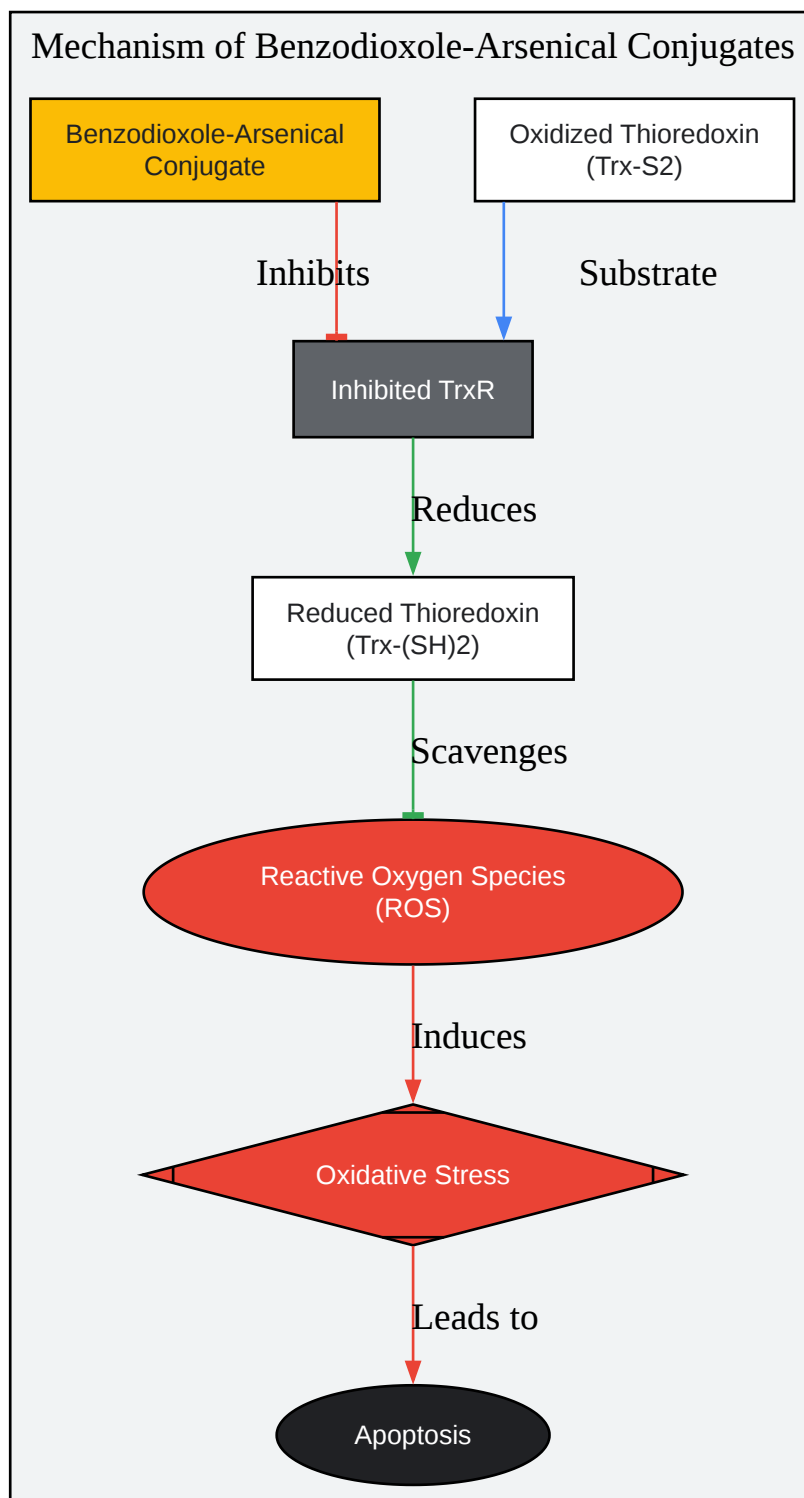 Mechanism of Benzodioxole-Arsenical Conjugates
Benzodioxole-Arsenical
Conjugate
Oxidized Thioredoxin
(Trx-S2)
Inhibits
Substrate
Inhibited TrxR
Reduces
Reduced Thioredoxin
(Trx-(SH)2)
Scavenges
Reactive Oxygen Species
(ROS)
Induces
Oxidative Stress
Leads to
Apoptosis